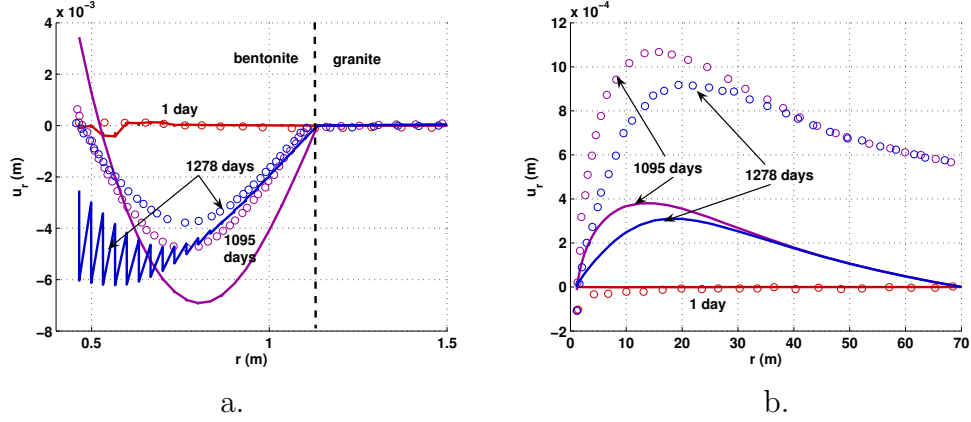 x 10⁻³
4
2
0
−2
−4
−6
−8
u_r (m)
0.5
1
1.5
r (m)
bentonite
granite
1 day
1278 days
1095
days
a.
x 10⁻⁴
10
8
6
4
2
0
−2
u_r (m)
0
10
20
30
40
50
60
70
r (m)
1095 days
1278 days
1 day
b.